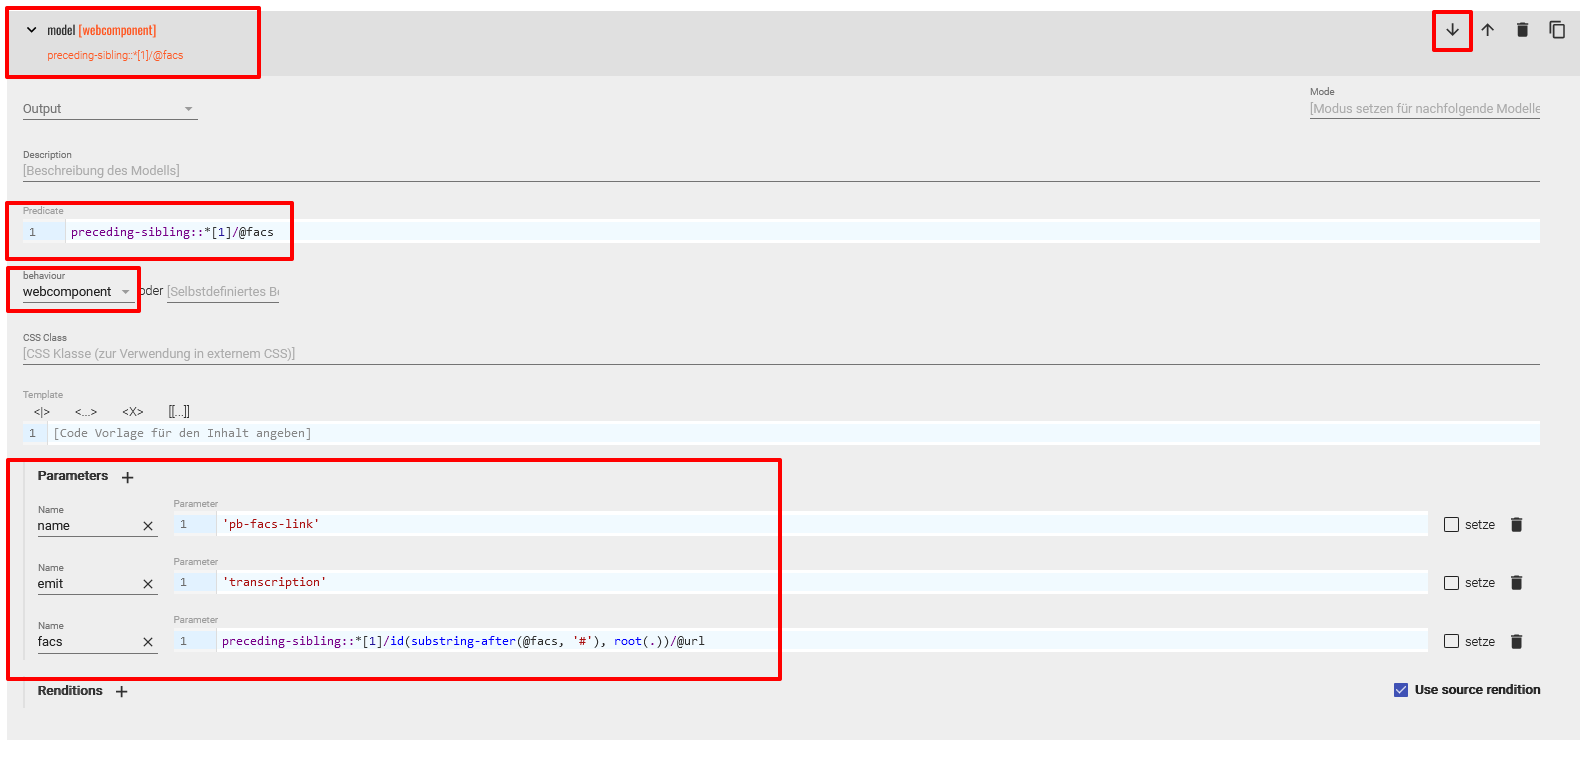 model [webcomponent]
preceding-sibling::*[1]/@facs
Output
Mode
[Modus setzen für nachfolgende Modelle
Description
[Beschreibung des Modells]
Predicate
1 preceding-sibling::*[1]/@facs
behaviour
webcomponent oder [Selbstdefiniertes Be
CSS Class
[CSS Klasse (zur Verwendung in externem CSS)]
Template
<|> <...> <X> [[...]]
1 [Code Vorlage für den Inhalt angeben]
Parameters +
Name Parameter
name 1 'pb-facs-link' setze
Name Parameter
emit 1 'transcription' setze
Name Parameter
facs 1 preceding-sibling::*[1]/id(substring-after(@facs, '#'), root(.))/@url setze
Renditions + Use source rendition